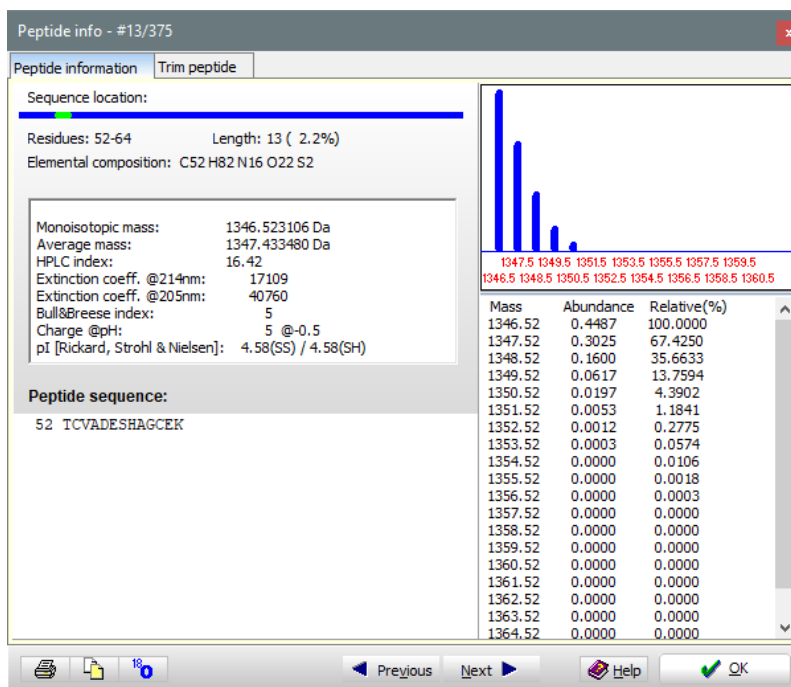 Peptide info - #13/375
Peptide information Trim peptide
Sequence location:
Residues: 52-64 Length: 13 ( 2.2%)
Elemental composition: C52 H82 N16 O22 S2
Monoisotopic mass: 1346.523106 Da
Average mass: 1347.433480 Da
HPLC index: 16.42
Extinction coeff. @214nm: 17109
Extinction coeff. @205nm: 40760
Bull&Breese index: 5
Charge @pH: 5 @-0.5
pI [Rickard, Strohl & Nielsen]: 4.58(SS) / 4.58(SH)
Peptide sequence:
52 TCVADESHAGCEK
1347.5 1349.5 1351.5 1353.5 1355.5 1357.5 1359.5
1346.5 1348.5 1350.5 1352.5 1354.5 1356.5 1358.5 1360.5
Mass Abundance Relative(%)
1346.52 0.4487 100.0000
1347.52 0.3025 67.4250
1348.52 0.1600 35.6633
1349.52 0.0617 13.7594
1350.52 0.0197 4.3902
1351.52 0.0053 1.1841
1352.52 0.0012 0.2775
1353.52 0.0003 0.0574
1354.52 0.0000 0.0106
1355.52 0.0000 0.0018
1356.52 0.0000 0.0003
1357.52 0.0000 0.0000
1358.52 0.0000 0.0000
1359.52 0.0000 0.0000
1360.52 0.0000 0.0000
1361.52 0.0000 0.0000
1362.52 0.0000 0.0000
1363.52 0.0000 0.0000
1364.52 0.0000 0.0000
18O Previous Next Help OK